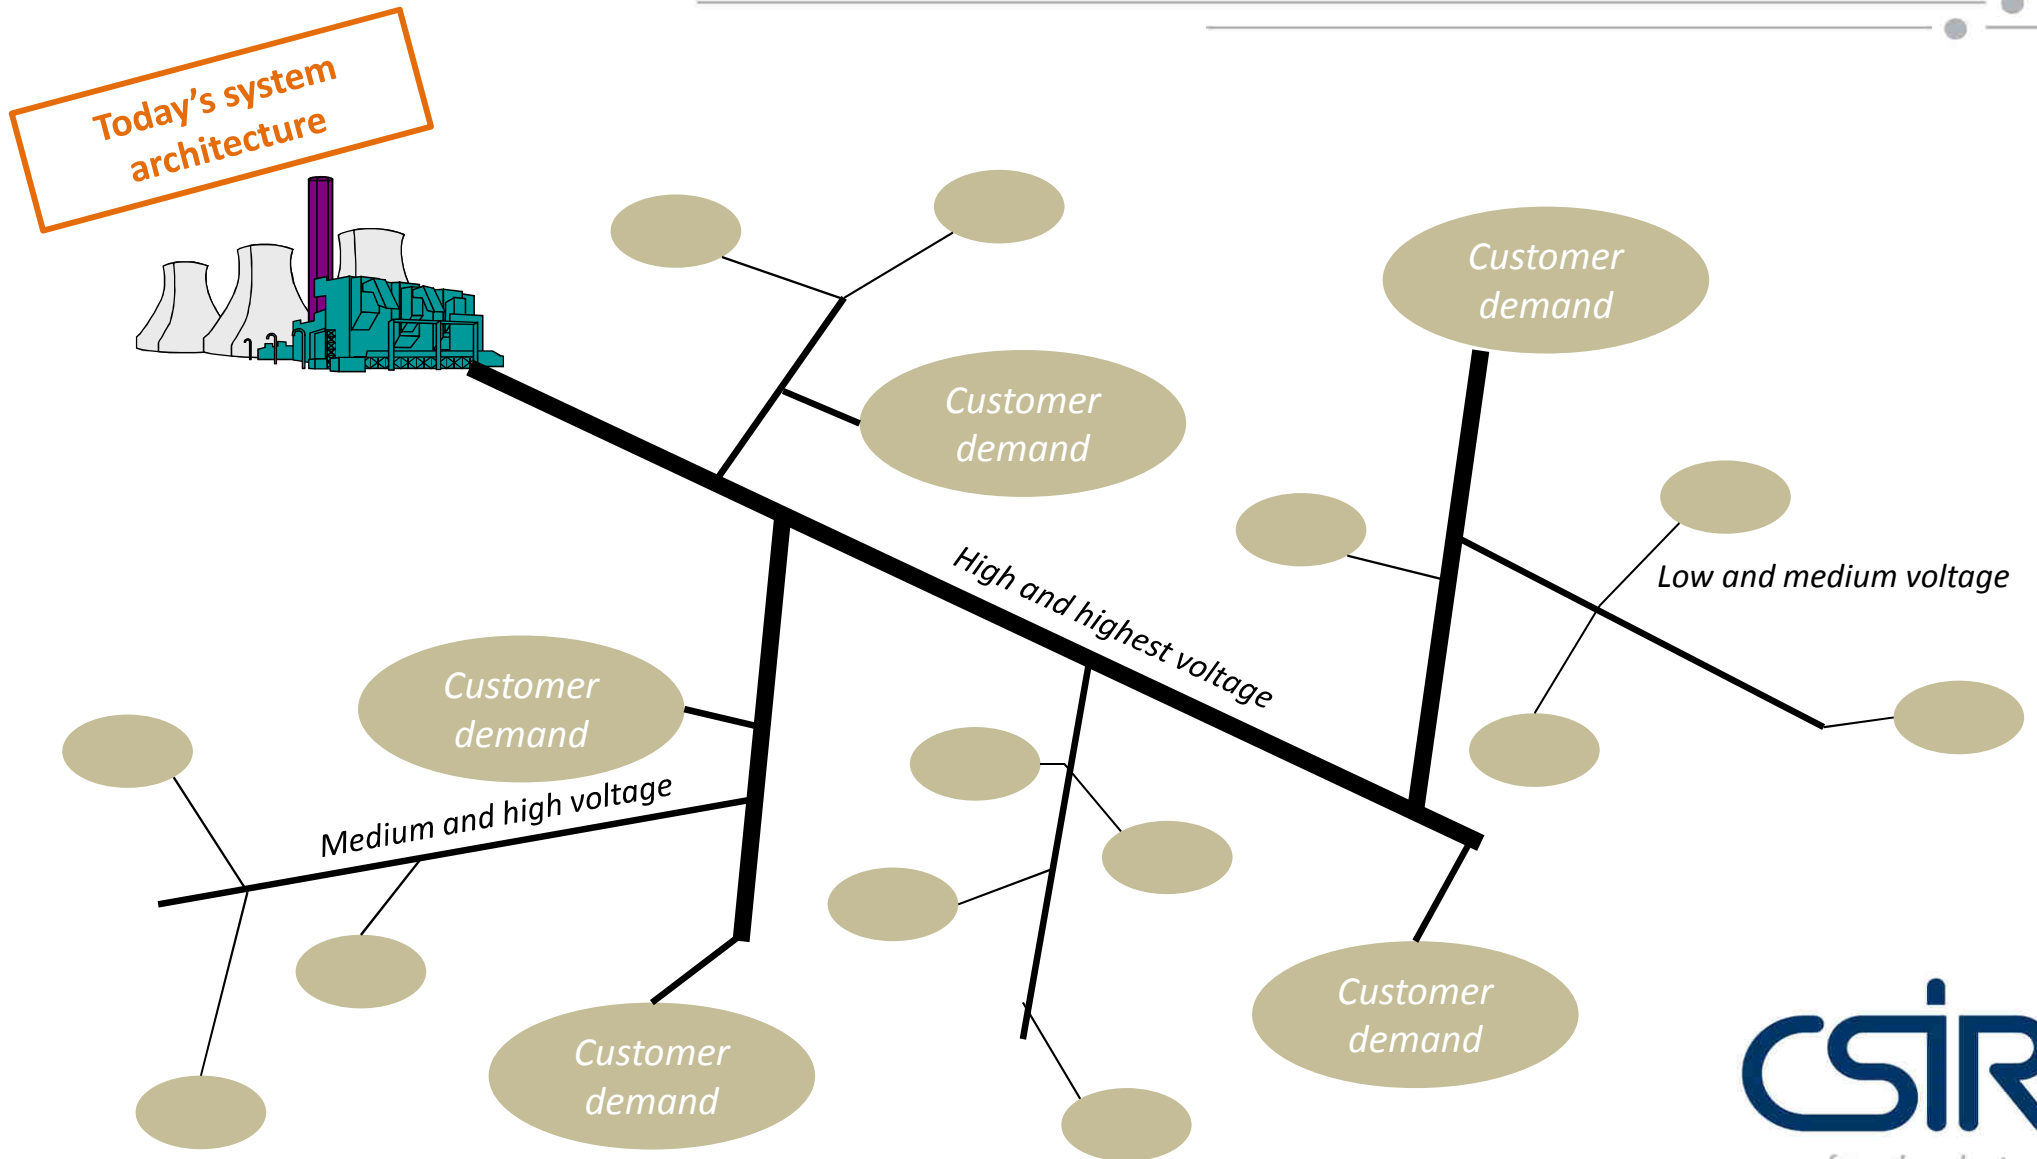 Today's system
architecture
Customer
demand
Customer
demand
High and highest voltage
Low and medium voltage
Customer
demand
Medium and high voltage
Customer
demand
Customer
demand
CSIR